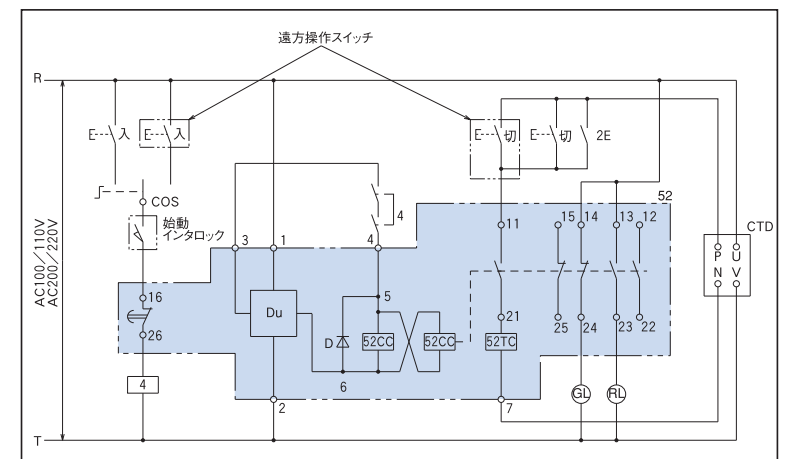 遠方操作スイッチ
R
E 入
E 入
E 切
E 切
2E
COS
始動
インタロック
4
52
CTD
P
U
N
V
AC100/110V
AC200/220V
3
1
4
11
15
14
13
12
16
26
Du
5
D
52CC
52CC
6
21
52TC
25
24
23
22
4
2
7
GL
RL
T